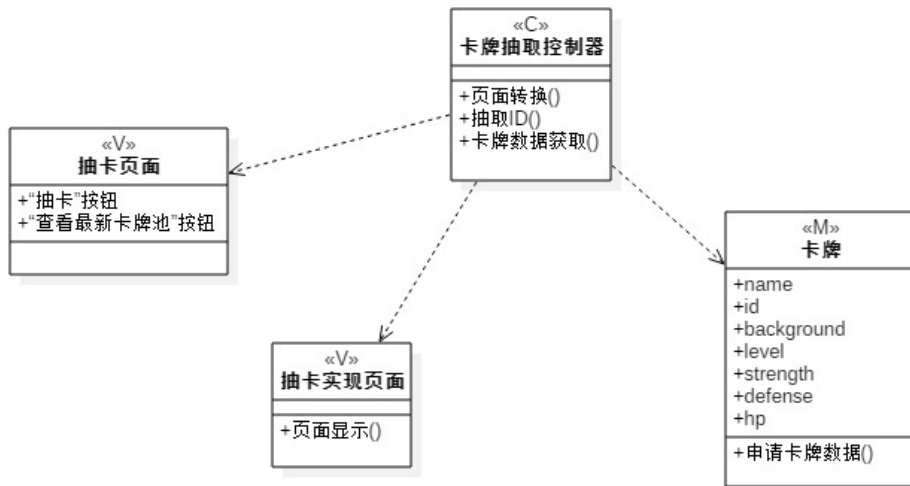 «C»
卡牌抽取控制器
+页面转换()
+抽取ID()
+卡牌数据获取()
«V»
抽卡页面
+“抽卡”按钮
+“查看最新卡牌池”按钮
«M»
卡牌
+name
+id
+background
+level
+strength
+defense
+hp
+申请卡牌数据()
«V»
抽卡实现页面
+页面显示()